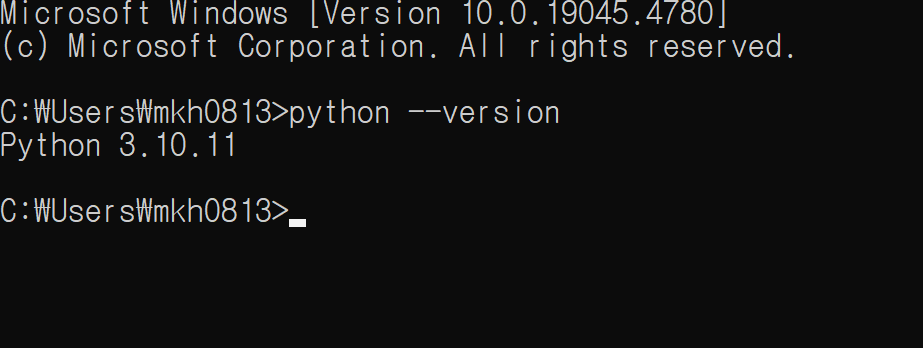 Microsoft Windows [Version 10.0.19045.4780]
(c) Microsoft Corporation. All rights reserved.
C:₩Users₩mkh0813>python --version
Python 3.10.11
C:₩Users₩mkh0813>